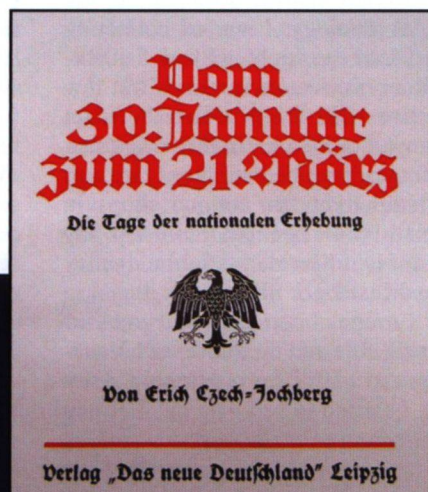 Vom
30. Januar
zum 21. März
Die Tage der nationalen Erhebung
Von Erich Czech-Jochberg
Verlag „Das neue Deutschland" Leipzig